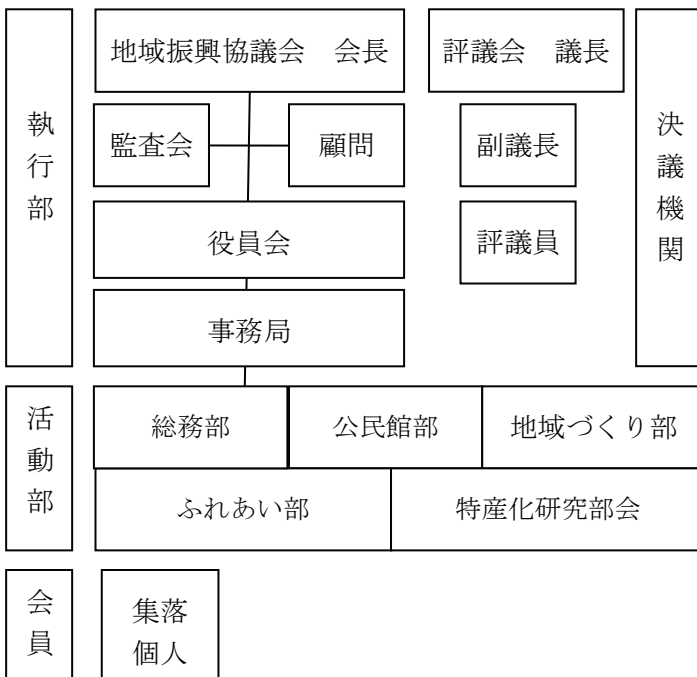 執行部
地域振興協議会　会長
評議会　議長
決議機関
監査会
顧問
副議長
役員会
評議員
事務局
活動部
総務部
公民館部
地域づくり部
ふれあい部
特産化研究部会
会員
集落
個人